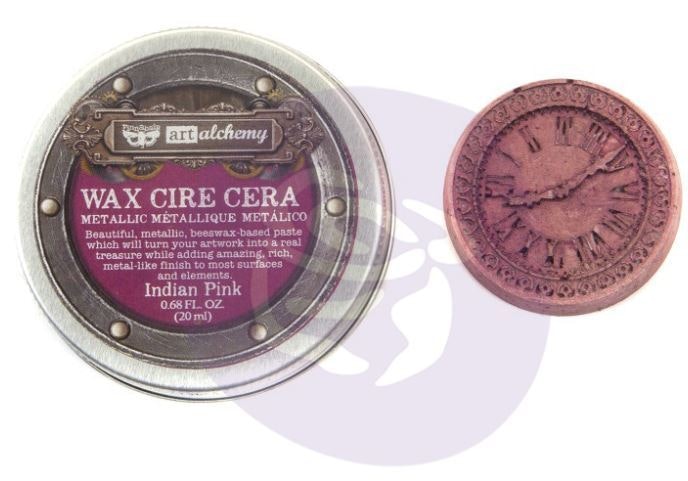 Finnabair
art alchemy
WAX CIRE CERA
METALLIC MÉTALLIQUE METÁLICO
Beautiful, metallic, beeswax-based paste
which will turn your artwork into a real
treasure while adding amazing, rich,
metal-like finish to most surfaces
and elements.
Indian Pink
0.68 FL. OZ.
(20 ml)